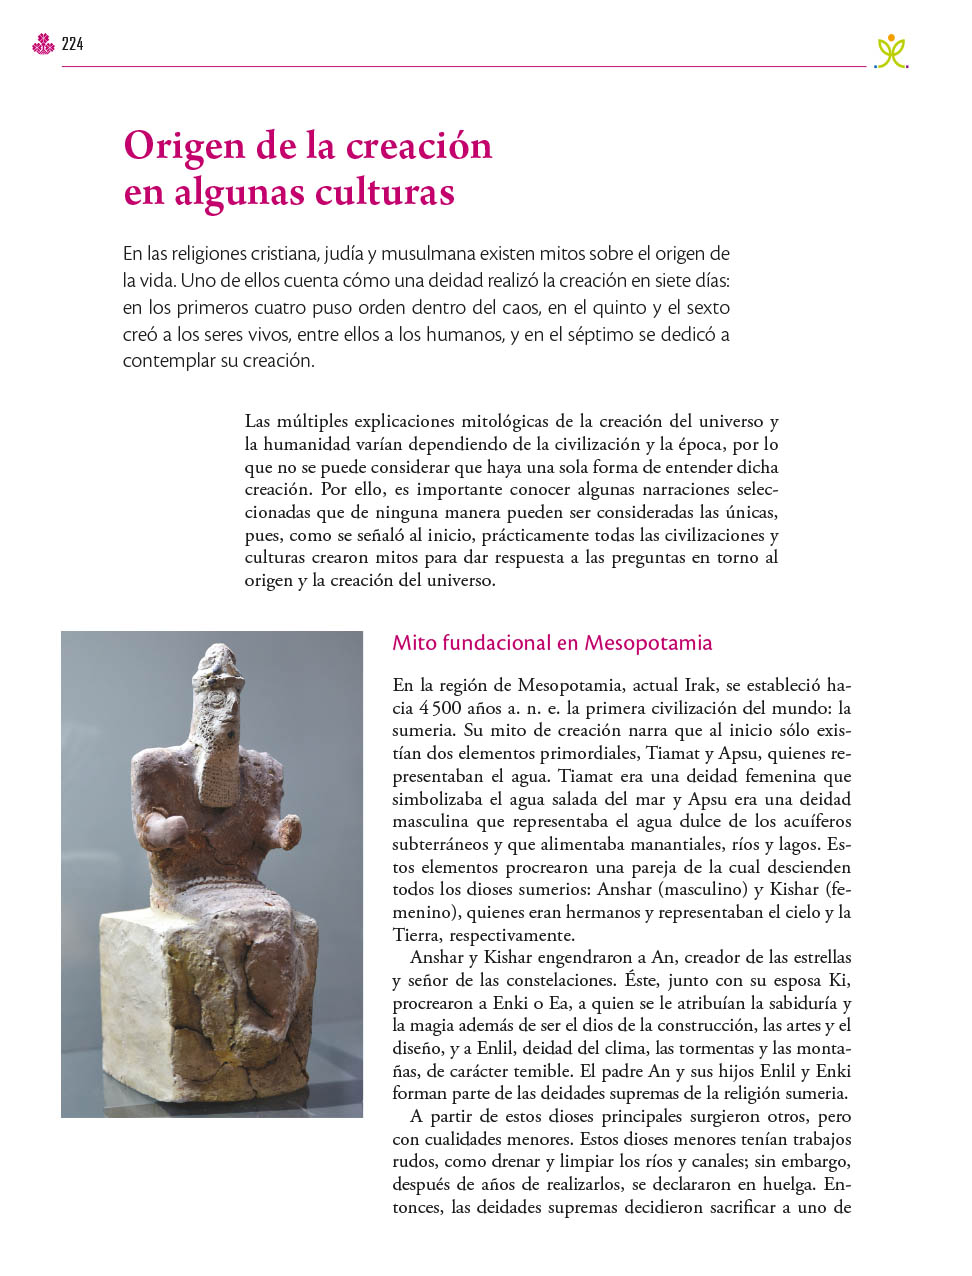 224
Origen de la creación
en algunas culturas
En las religiones cristiana, judía y musulmana existen mitos sobre el origen de
la vida. Uno de ellos cuenta cómo una deidad realizó la creación en siete días:
en los primeros cuatro puso orden dentro del caos, en el quinto y el sexto
creó a los seres vivos, entre ellos a los humanos, y en el séptimo se dedicó a
contemplar su creación.
Las múltiples explicaciones mitológicas de la creación del universo y
la humanidad varían dependiendo de la civilización y la época, por lo
que no se puede considerar que haya una sola forma de entender dicha
creación. Por ello, es importante conocer algunas narraciones selec-
cionadas que de ninguna manera pueden ser consideradas las únicas,
pues, como se señaló al inicio, prácticamente todas las civilizaciones y
culturas crearon mitos para dar respuesta a las preguntas en torno al
origen y la creación del universo.
Mito fundacional en Mesopotamia
En la región de Mesopotamia, actual Irak, se estableció ha-
cia 4 500 años a. n. e. la primera civilización del mundo: la
sumeria. Su mito de creación narra que al inicio sólo exis-
tían dos elementos primordiales, Tiamat y Apsu, quienes re-
presentaban el agua. Tiamat era una deidad femenina que
simbolizaba el agua salada del mar y Apsu era una deidad
masculina que representaba el agua dulce de los acuíferos
subterráneos y que alimentaba manantiales, ríos y lagos. Es-
tos elementos procrearon una pareja de la cual descienden
todos los dioses sumerios: Anshar (masculino) y Kishar (fe-
menino), quienes eran hermanos y representaban el cielo y la
Tierra, respectivamente.
Anshar y Kishar engendraron a An, creador de las estrellas
y señor de las constelaciones. Éste, junto con su esposa Ki,
procrearon a Enki o Ea, a quien se le atribuían la sabiduría y
la magia además de ser el dios de la construcción, las artes y el
diseño, y a Enlil, deidad del clima, las tormentas y las monta-
ñas, de carácter temible. El padre An y sus hijos Enlil y Enki
forman parte de las deidades supremas de la religión sumeria.
A partir de estos dioses principales surgieron otros, pero
con cualidades menores. Estos dioses menores tenían trabajos
rudos, como drenar y limpiar los ríos y canales; sin embargo,
después de años de realizarlos, se declararon en huelga. En-
tonces, las deidades supremas decidieron sacrificar a uno de